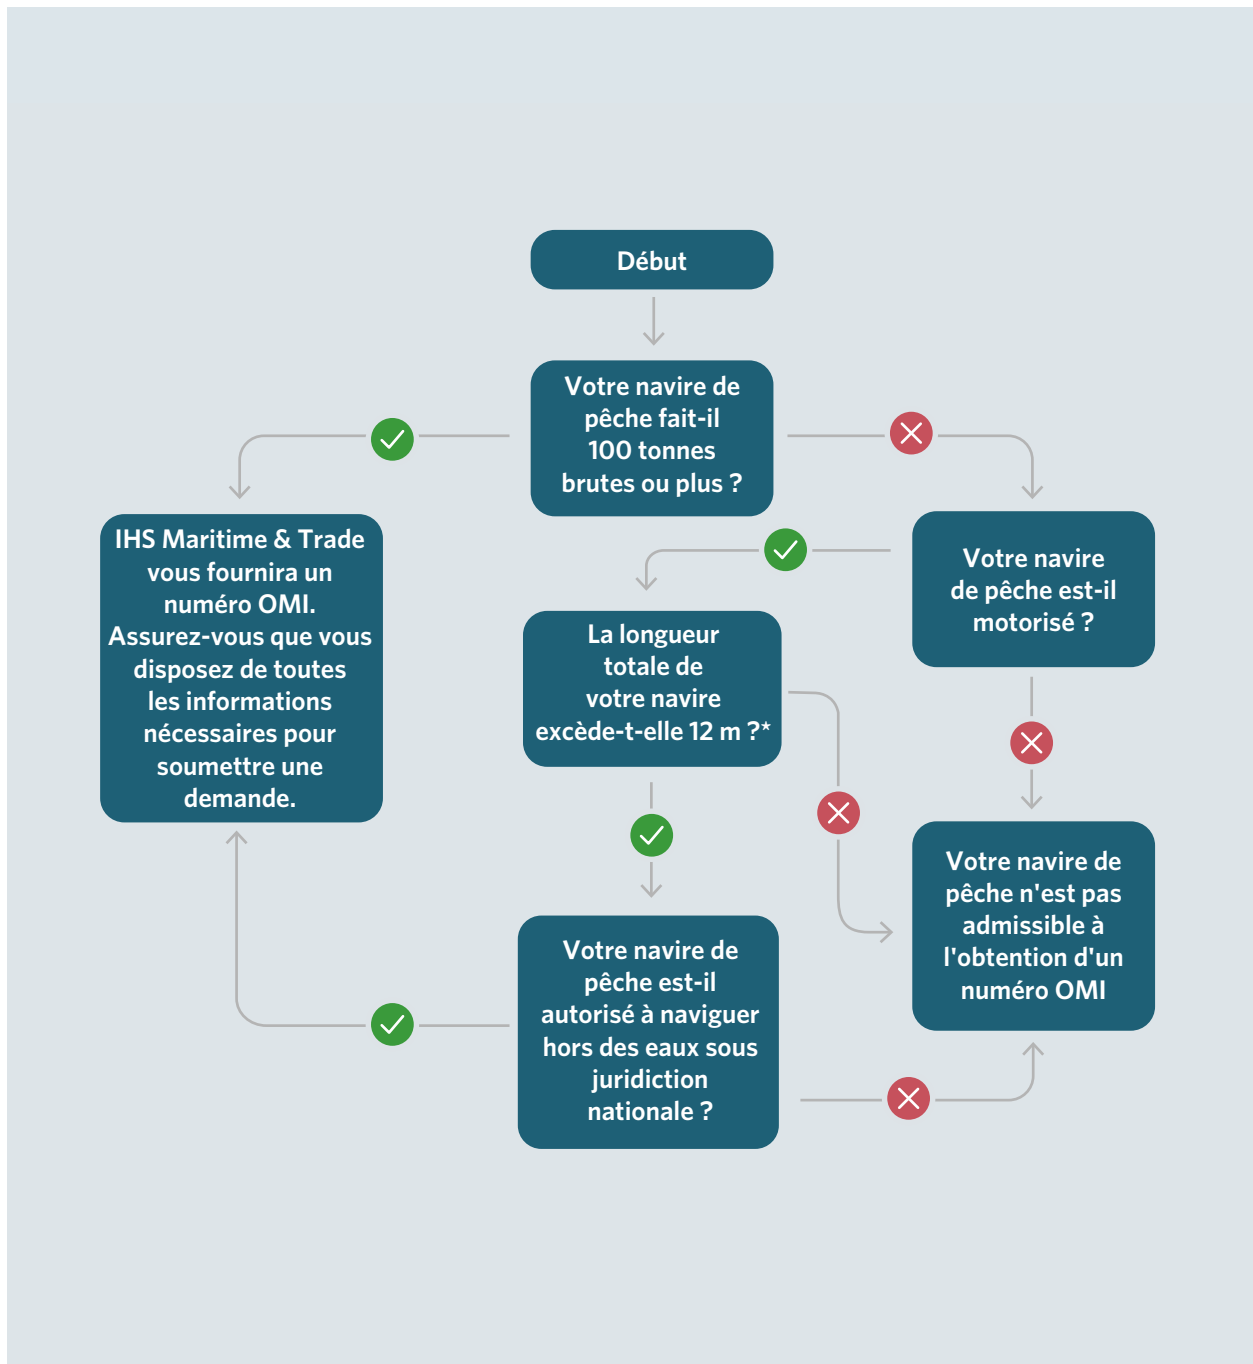 Début
Votre navire de
pêche fait-il
100 tonnes
brutes ou plus ?
IHS Maritime & Trade
vous fournira un
numéro OMI.
Assurez-vous que vous
disposez de toutes
les informations
nécessaires pour
soumettre une
demande.
Votre navire
de pêche est-il
motorisé ?
La longueur
totale de
votre navire
excède-t-elle 12 m ?*
Votre navire de
pêche n'est pas
admissible à
l'obtention d'un
numéro OMI
Votre navire de
pêche est-il
autorisé à naviguer
hors des eaux sous
juridiction
nationale ?